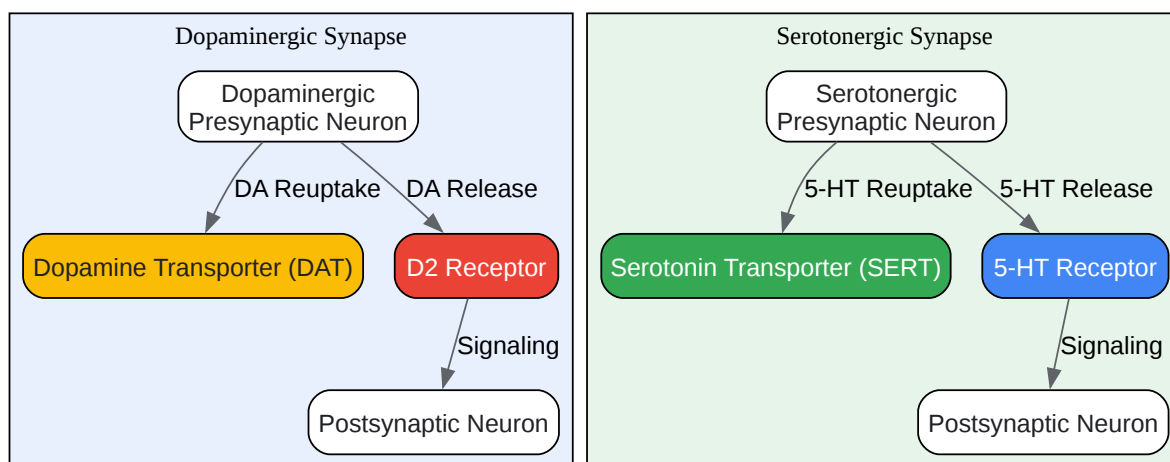 Dopaminergic Synapse
Dopaminergic
Presynaptic Neuron
DA Reuptake
DA Release
Dopamine Transporter (DAT)
D2 Receptor
Signaling
Postsynaptic Neuron
Serotonergic Synapse
Serotonergic
Presynaptic Neuron
5-HT Reuptake
5-HT Release
Serotonin Transporter (SERT)
5-HT Receptor
Signaling
Postsynaptic Neuron